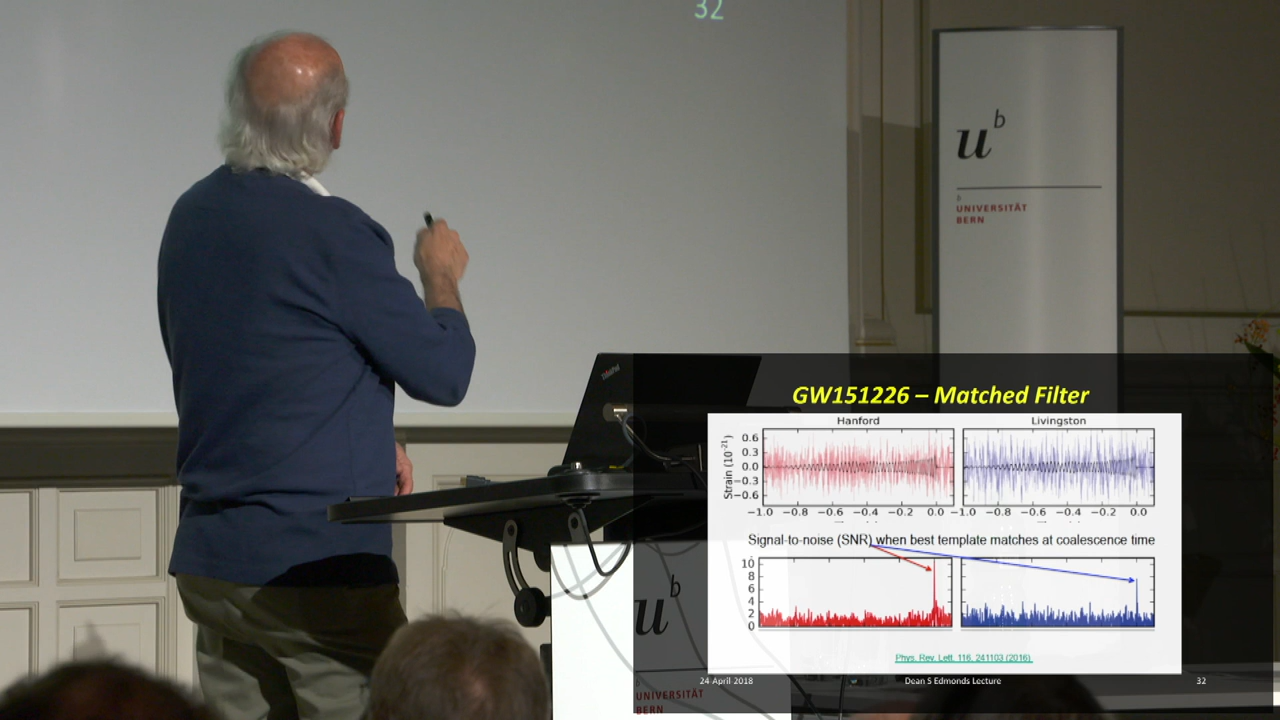 32
u b
b
UNIVERSITÄT
BERN
ThinkPad
GW151226 – Matched Filter
Hanford
Livingston
Strain (10⁻²¹)
0.6
0.3
0.0
−0.3
−0.6
−1.0 −0.8 −0.6 −0.4 −0.2 0.0
−1.0 −0.8 −0.6 −0.4 −0.2 0.0
Signal-to-noise (SNR) when best template matches at coalescence time
10
8
6
4
2
0
Phys. Rev. Lett. 116, 241103 (2016)
24 April 2018
Dean S Edmonds Lecture
32
u b
b
UNIVERSITÄT
BERN